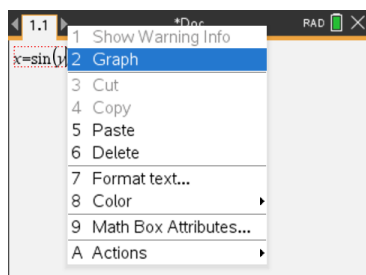 1.1 *Doc RAD
x=sin(y
1 Show Warning Info
2 Graph
3 Cut
4 Copy
5 Paste
6 Delete
7 Format text...
8 Color
9 Math Box Attributes...
A Actions